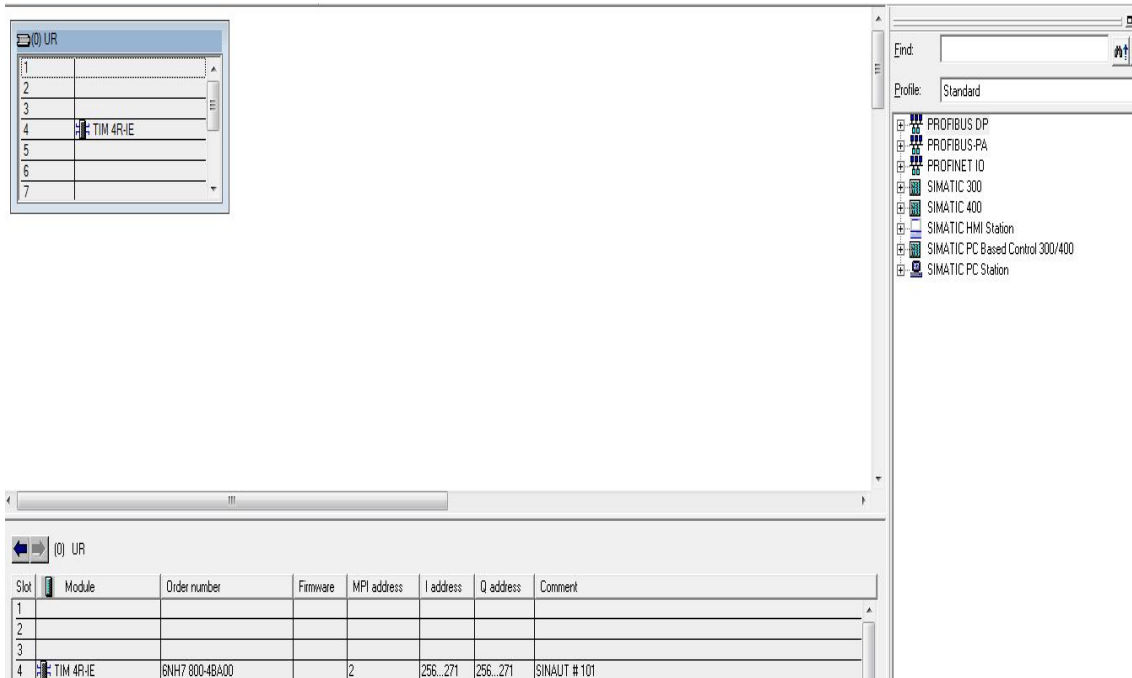 (0) UR
1
2
3
4 TIM 4R-IE
5
6
7
Find:
Profile: Standard
PROFIBUS DP
PROFIBUS-PA
PROFINET IO
SIMATIC 300
SIMATIC 400
SIMATIC HMI Station
SIMATIC PC Based Control 300/400
SIMATIC PC Station
(0) UR
Slot Module Order number Firmware MPI address I address Q address Comment
1
2
3
4 TIM 4R-IE 6NH7 800-4BA00 2 256...271 256...271 SINAUT # 101